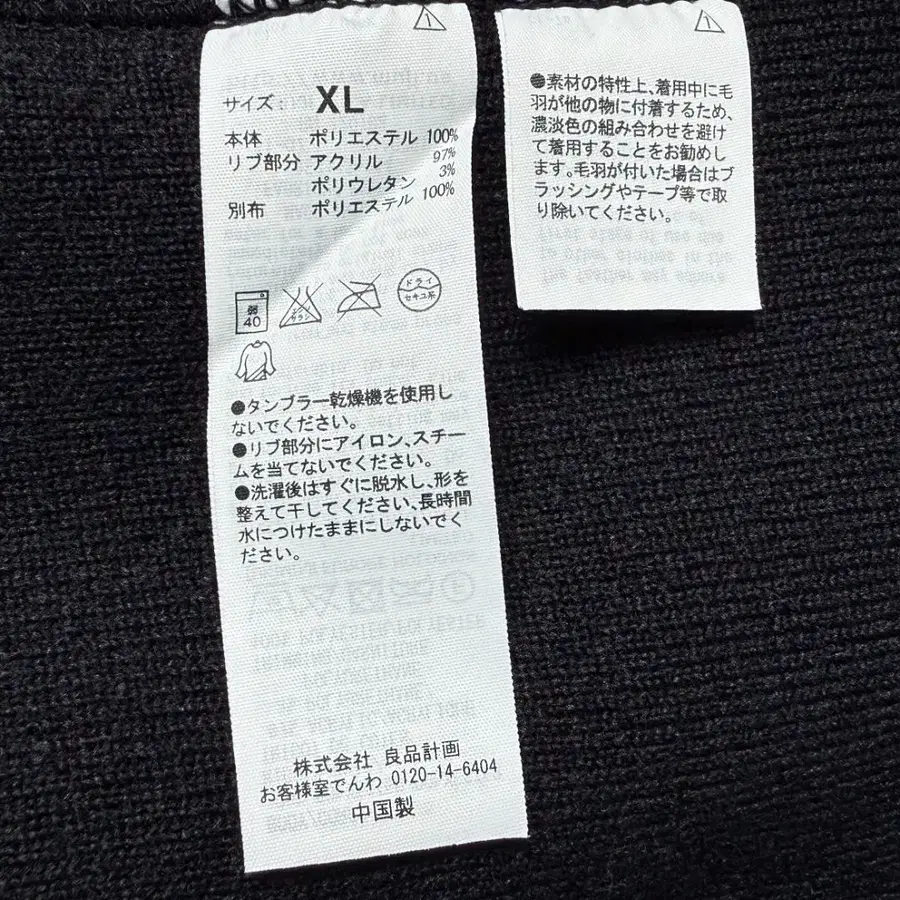 サイズ: XL
本体 ポリエステル 100%
リブ部分 アクリル 97%
ポリウレタン 3%
別布 ポリエステル 100%
弱
40
エンソ
サラシ
ドライ
セキユ系
●タンブラー乾燥機を使用し
ないでください。
●リブ部分にアイロン、スチー
ムを当てないでください。
●洗濯後はすぐに脱水し、形を
整えて干してください、長時間
水につけたままにしないでく
ださい。
株式会社 良品計画
お客様室でんわ 0120-14-6404
中国製
1
●素材の特性上、着用中に毛
羽が他の物に付着するため、
濃淡色の組み合わせを避け
て着用することをお勧めし
ます。毛羽が付いた場合はブ
ラッシングやテープ等で取
り除いてください。